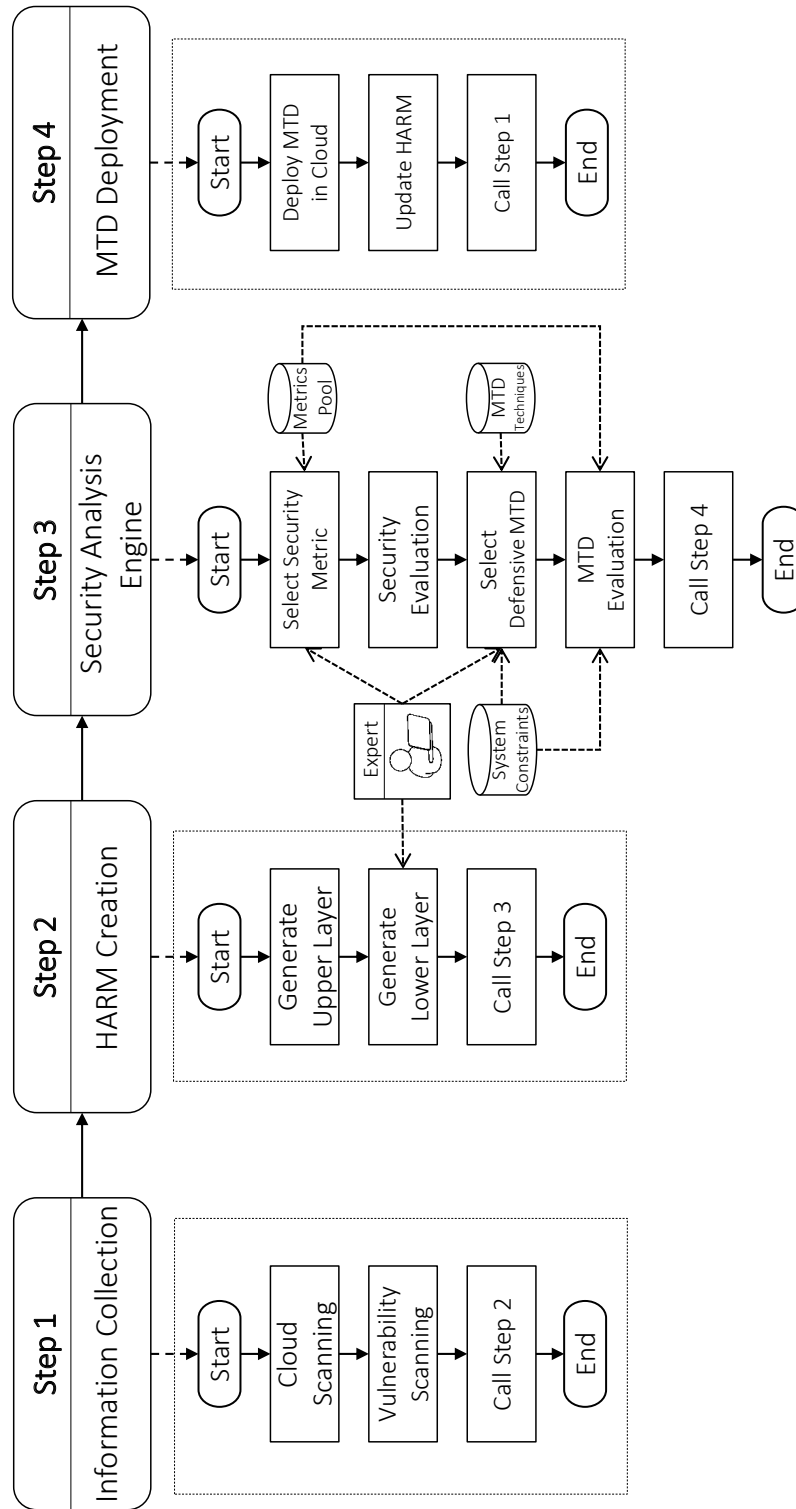 Step 1
Information Collection
Start
Cloud
Scanning
Vulnerability
Scanning
Call Step 2
End
Step 2
HARM Creation
Start
Generate
Upper Layer
Generate
Lower Layer
Call Step 3
End
Expert
System
Constraints
Step 3
Security Analysis
Engine
Start
Select Security
Metric
Security
Evaluation
Select
Defensive MTD
MTD
Evaluation
Call Step 4
End
Metrics
Pool
MTD
Techniques
Step 4
MTD Deployment
Start
Deploy MTD
in Cloud
Update HARM
Call Step 1
End